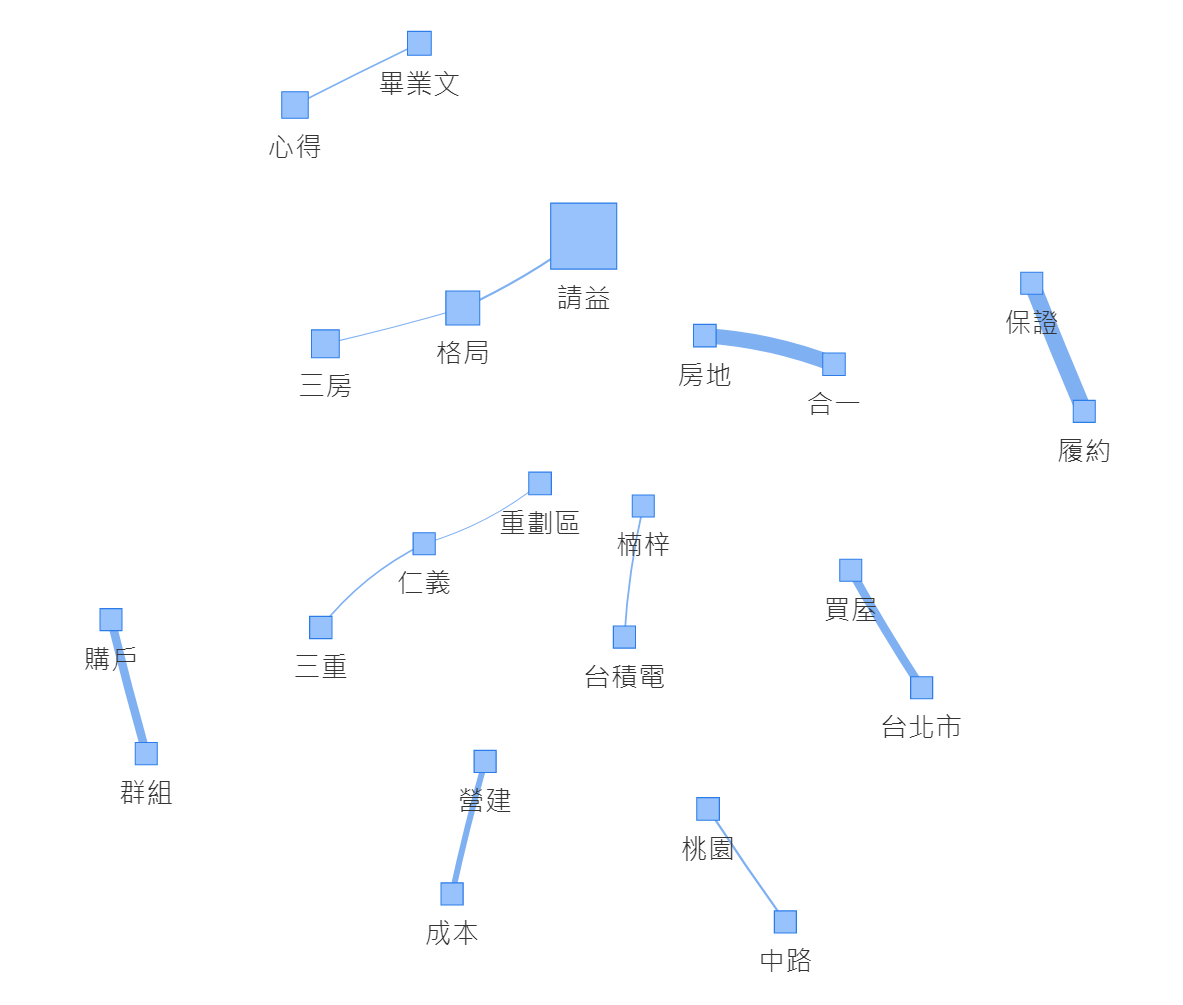 畢業文
心得
請益
格局
三房
保證
房地
合一
履約
重劃區
楠梓
仁義
買屋
購戶
三重
台積電
台北市
群組
營建
桃園
成本
中路